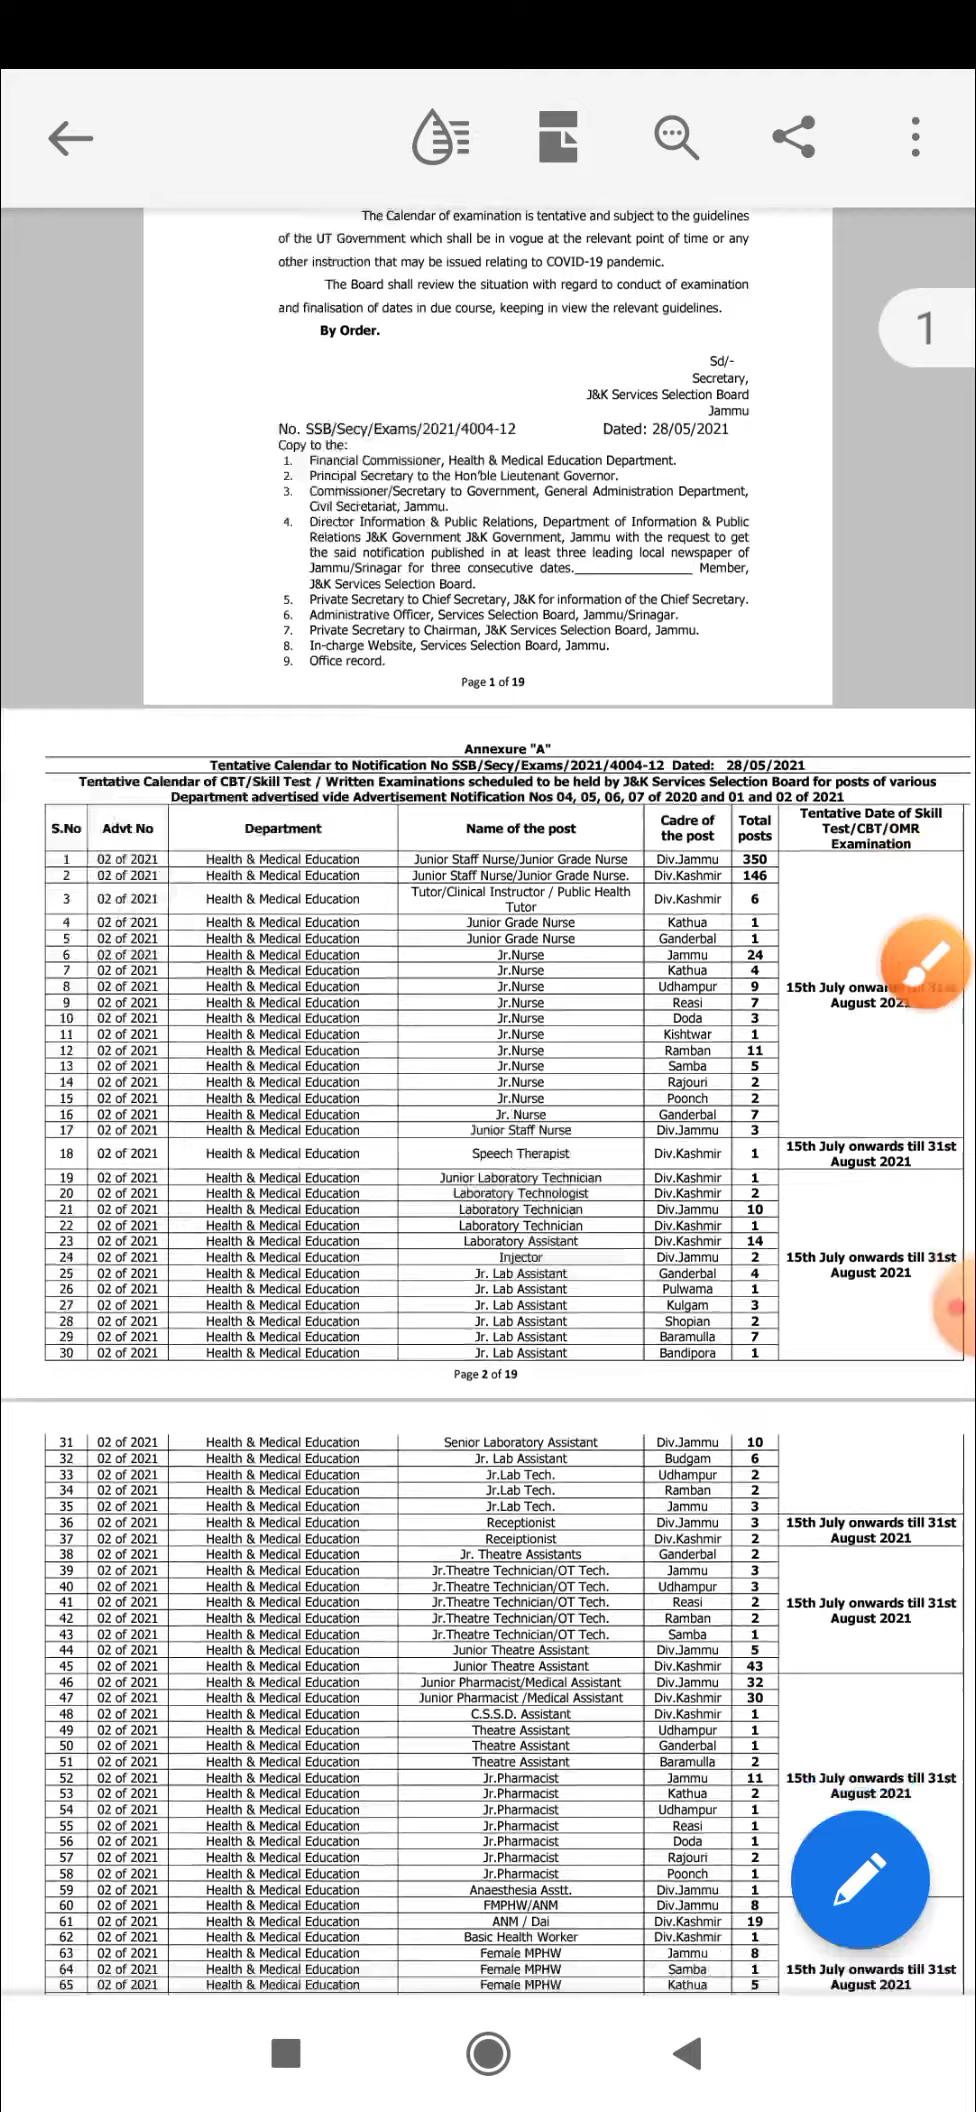 1
The Calendar of examination is tentative and subject to the guidelines
of the UT Government which shall be in vogue at the relevant point of time or any
other instruction that may be issued relating to COVID-19 pandemic.
The Board shall review the situation with regard to conduct of examination
and finalisation of dates in due course, keeping in view the relevant guidelines.
By Order.
Sd/-
Secretary,
J&K Services Selection Board
Jammu
No. SSB/Secy/Exams/2021/4004-12 Dated: 28/05/2021
Copy to the:
1. Financial Commissioner, Health & Medical Education Department.
2. Principal Secretary to the Hon'ble Lieutenant Governor.
3. Commissioner/Secretary to Government, General Administration Department,
Civil Secretariat, Jammu.
4. Director Information & Public Relations, Department of Information & Public
Relations J&K Government J&K Government, Jammu with the request to get
the said notification published in at least three leading local newspaper of
Jammu/Srinagar for three consecutive dates.________________ Member,
J&K Services Selection Board.
5. Private Secretary to Chief Secretary, J&K for information of the Chief Secretary.
6. Administrative Officer, Services Selection Board, Jammu/Srinagar.
7. Private Secretary to Chairman, J&K Services Selection Board, Jammu.
8. In-charge Website, Services Selection Board, Jammu.
9. Office record.
Page 1 of 19
Annexure "A"
Tentative Calendar to Notification No SSB/Secy/Exams/2021/4004-12 Dated: 28/05/2021
Tentative Calendar of CBT/Skill Test / Written Examinations scheduled to be held by J&K Services Selection Board for posts of various
Department advertised vide Advertisement Notification Nos 04, 05, 06, 07 of 2020 and 01 and 02 of 2021
S.No Advt No Department Name of the post Cadre of the post Total posts Tentative Date of Skill Test/CBT/OMR Examination
1 02 of 2021 Health & Medical Education Junior Staff Nurse/Junior Grade Nurse Div.Jammu 350
2 02 of 2021 Health & Medical Education Junior Staff Nurse/Junior Grade Nurse. Div.Kashmir 146
3 02 of 2021 Health & Medical Education Tutor/Clinical Instructor / Public Health Tutor Div.Kashmir 6
4 02 of 2021 Health & Medical Education Junior Grade Nurse Kathua 1
5 02 of 2021 Health & Medical Education Junior Grade Nurse Ganderbal 1
6 02 of 2021 Health & Medical Education Jr.Nurse Jammu 24
7 02 of 2021 Health & Medical Education Jr.Nurse Kathua 4
8 02 of 2021 Health & Medical Education Jr.Nurse Udhampur 9 15th July
9 02 of 2021 Health & Medical Education Jr.Nurse Reasi 7 August
10 02 of 2021 Health & Medical Education Jr.Nurse Doda 3
11 02 of 2021 Health & Medical Education Jr.Nurse Kishtwar 1
12 02 of 2021 Health & Medical Education Jr.Nurse Ramban 11
13 02 of 2021 Health & Medical Education Jr.Nurse Samba 5
14 02 of 2021 Health & Medical Education Jr.Nurse Rajouri 2
15 02 of 2021 Health & Medical Education Jr.Nurse Poonch 2
16 02 of 2021 Health & Medical Education Jr. Nurse Ganderbal 7
17 02 of 2021 Health & Medical Education Junior Staff Nurse Div.Jammu 3
18 02 of 2021 Health & Medical Education Speech Therapist Div.Kashmir 1 15th July onwards till 31st August 2021
19 02 of 2021 Health & Medical Education Junior Laboratory Technician Div.Kashmir 1
20 02 of 2021 Health & Medical Education Laboratory Technologist Div.Kashmir 2
21 02 of 2021 Health & Medical Education Laboratory Technician Div.Jammu 10
22 02 of 2021 Health & Medical Education Laboratory Technician Div.Kashmir 1
23 02 of 2021 Health & Medical Education Laboratory Assistant Div.Kashmir 14
24 02 of 2021 Health & Medical Education Injector Div.Jammu 2 15th July onwards till 31st
25 02 of 2021 Health & Medical Education Jr. Lab Assistant Ganderbal 4 August 2021
26 02 of 2021 Health & Medical Education Jr. Lab Assistant Pulwama 1
27 02 of 2021 Health & Medical Education Jr. Lab Assistant Kulgam 3
28 02 of 2021 Health & Medical Education Jr. Lab Assistant Shopian 2
29 02 of 2021 Health & Medical Education Jr. Lab Assistant Baramulla 7
30 02 of 2021 Health & Medical Education Jr. Lab Assistant Bandipora 1
Page 2 of 19
31 02 of 2021 Health & Medical Education Senior Laboratory Assistant Div.Jammu 10
32 02 of 2021 Health & Medical Education Jr. Lab Assistant Budgam 6
33 02 of 2021 Health & Medical Education Jr.Lab Tech. Udhampur 2
34 02 of 2021 Health & Medical Education Jr.Lab Tech. Ramban 2
35 02 of 2021 Health & Medical Education Jr.Lab Tech. Jammu 3
36 02 of 2021 Health & Medical Education Receptionist Div.Jammu 3 15th July onwards till 31st
37 02 of 2021 Health & Medical Education Receiptionist Div.Kashmir 2 August 2021
38 02 of 2021 Health & Medical Education Jr. Theatre Assistants Ganderbal 2
39 02 of 2021 Health & Medical Education Jr.Theatre Technician/OT Tech. Jammu 3
40 02 of 2021 Health & Medical Education Jr.Theatre Technician/OT Tech. Udhampur 3
41 02 of 2021 Health & Medical Education Jr.Theatre Technician/OT Tech. Reasi 2 15th July onwards till 31st
42 02 of 2021 Health & Medical Education Jr.Theatre Technician/OT Tech. Ramban 2 August 2021
43 02 of 2021 Health & Medical Education Jr.Theatre Technician/OT Tech. Samba 1
44 02 of 2021 Health & Medical Education Junior Theatre Assistant Div.Jammu 5
45 02 of 2021 Health & Medical Education Junior Theatre Assistant Div.Kashmir 43
46 02 of 2021 Health & Medical Education Junior Pharmacist/Medical Assistant Div.Jammu 32
47 02 of 2021 Health & Medical Education Junior Pharmacist /Medical Assistant Div.Kashmir 30
48 02 of 2021 Health & Medical Education C.S.S.D. Assistant Div.Kashmir 1
49 02 of 2021 Health & Medical Education Theatre Assistant Udhampur 1
50 02 of 2021 Health & Medical Education Theatre Assistant Ganderbal 1
51 02 of 2021 Health & Medical Education Theatre Assistant Baramulla 2
52 02 of 2021 Health & Medical Education Jr.Pharmacist Jammu 11 15th July onwards till 31st
53 02 of 2021 Health & Medical Education Jr.Pharmacist Kathua 2 August 2021
54 02 of 2021 Health & Medical Education Jr.Pharmacist Udhampur 1
55 02 of 2021 Health & Medical Education Jr.Pharmacist Reasi 1
56 02 of 2021 Health & Medical Education Jr.Pharmacist Doda 1
57 02 of 2021 Health & Medical Education Jr.Pharmacist Rajouri 2
58 02 of 2021 Health & Medical Education Jr.Pharmacist Poonch 1
59 02 of 2021 Health & Medical Education Anaesthesia Asstt. Div.Jammu 1
60 02 of 2021 Health & Medical Education FMPHW/ANM Div.Jammu 8
61 02 of 2021 Health & Medical Education ANM / Dai Div.Kashmir 19
62 02 of 2021 Health & Medical Education Basic Health Worker Div.Kashmir 1
63 02 of 2021 Health & Medical Education Female MPHW Jammu 8
64 02 of 2021 Health & Medical Education Female MPHW Samba 1 15th July onwards till 31st
65 02 of 2021 Health & Medical Education Female MPHW Kathua 5 August 2021